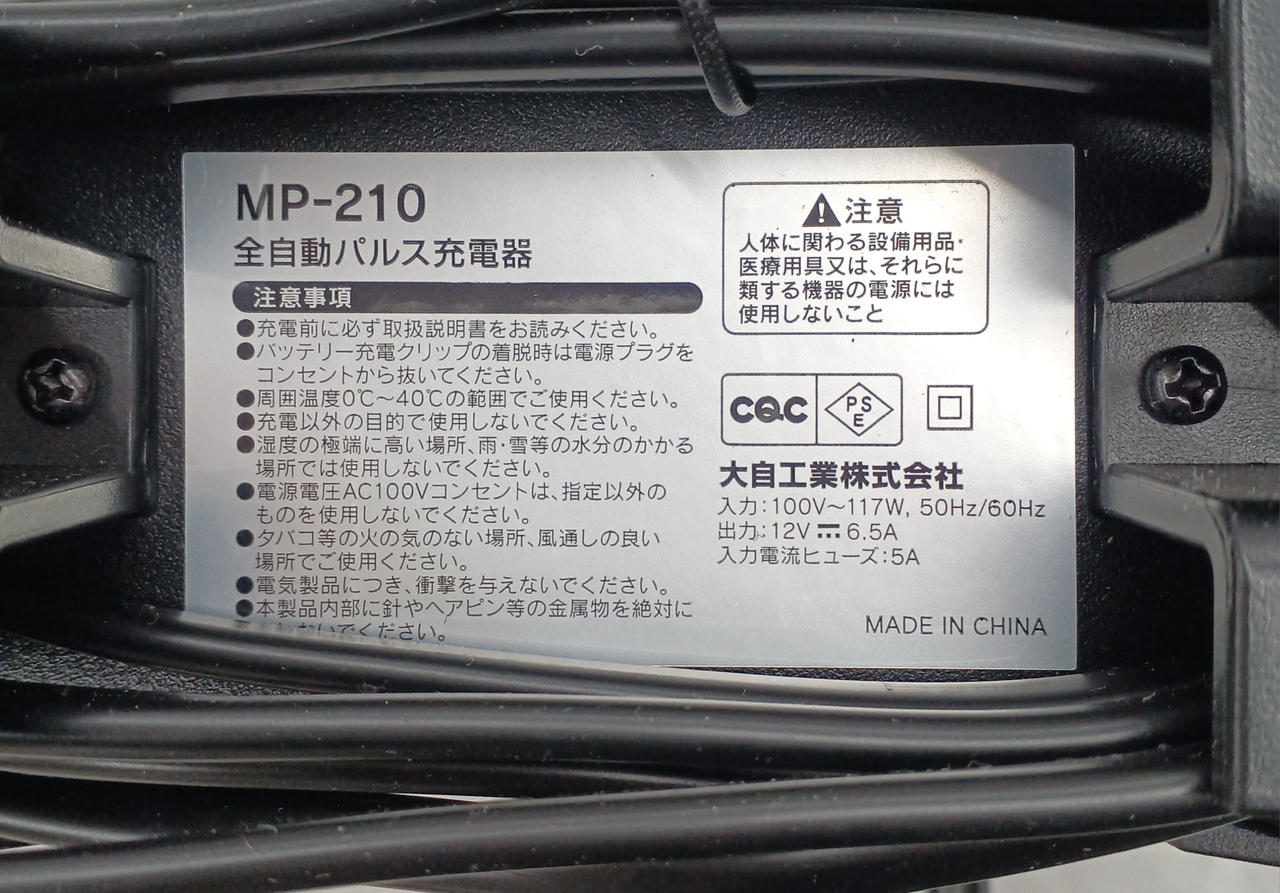 MP-210
全自動パルス充電器
注意事項
●充電前に必ず取扱説明書をお読みください。
●バッテリー充電クリップの着脱時は電源プラグを
コンセントから抜いてください。
●周囲温度0℃～40℃の範囲でご使用ください。
●充電以外の目的で使用しないでください。
●湿度の極端に高い場所、雨・雪等の水分のかかる
場所では使用しないでください。
●電源電圧AC100Vコンセントは、指定以外の
ものを使用しないでください。
●タバコ等の火の気のない場所、風通しの良い
場所でご使用ください。
●電気製品につき、衝撃を与えないでください。
●本製品内部に針やヘアピン等の金属物を絶対に
ないでください。
注意
人体に関わる設備用品・
医療用具又は、それらに
類する機器の電源には
使用しないこと
CQC PSE
大自工業株式会社
入力:100V～117W, 50Hz/60Hz
出力:12V⎓6.5A
入力電流ヒューズ:5A
MADE IN CHINA